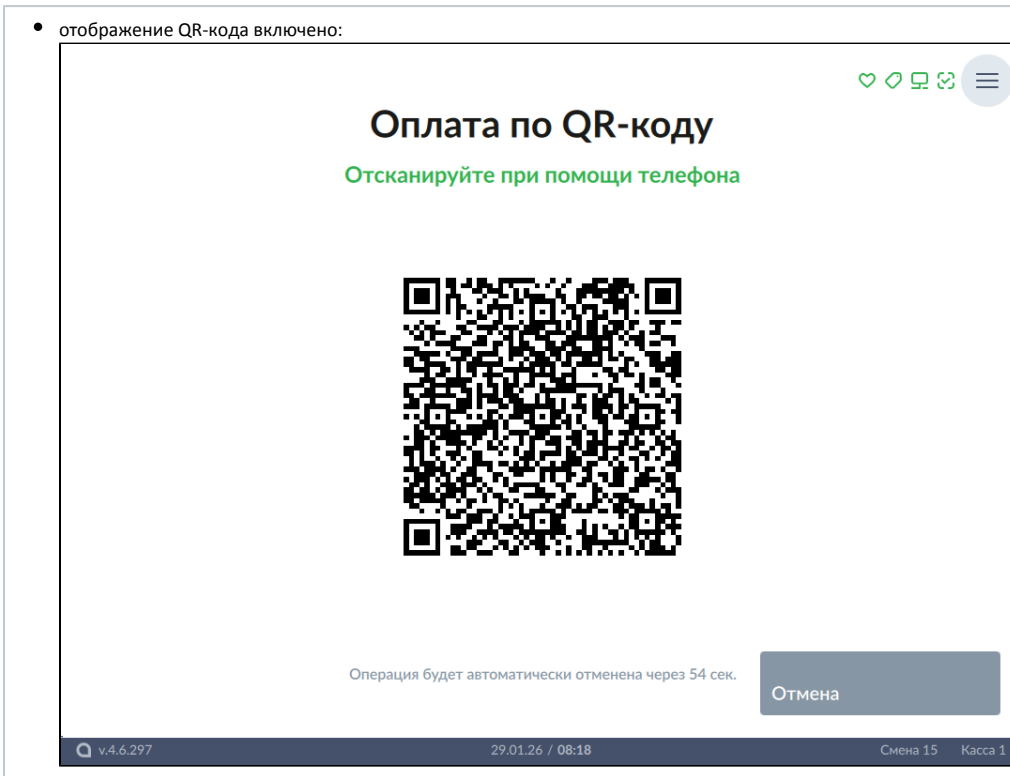 отображение QR-кода включено:
Оплата по QR-коду
Отсканируйте при помощи телефона
Операция будет автоматически отменена через 54 сек.
Отмена
v.4.6.297 29.01.26 / 08:18 Смена 15 Касса 1